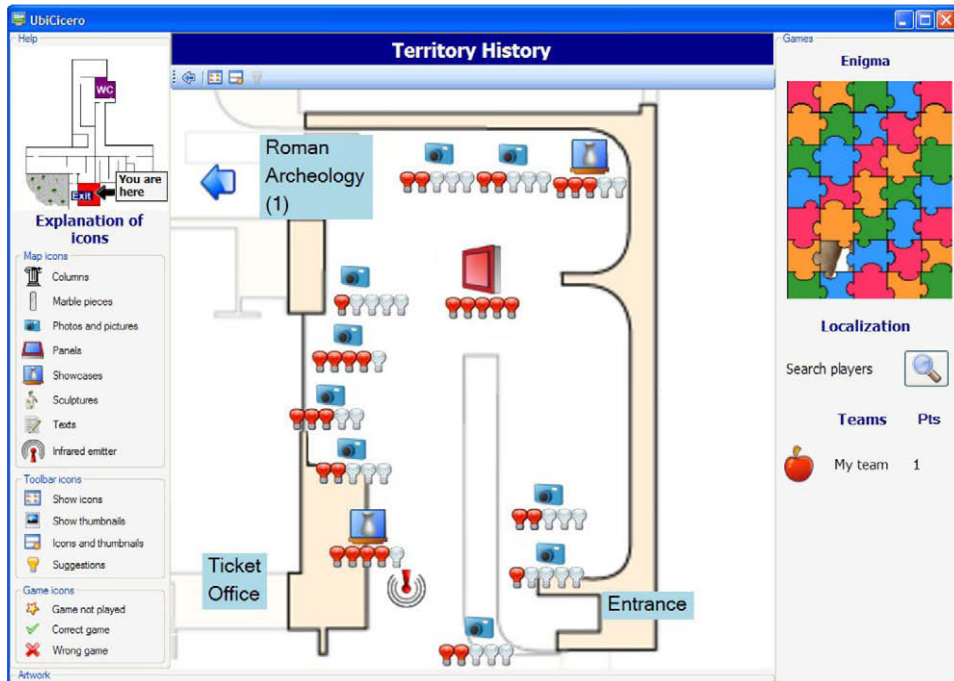 UbiCicero
Help
WC
You are
here
Exit
Explanation of
icons
Map icons
Columns
Marble pieces
Photos and pictures
Panels
Showcases
Sculptures
Texts
Infrared emitter
Toolbar icons
Show icons
Show thumbnails
Icons and thumbnails
Suggestions
Game icons
Game not played
Correct game
Wrong game
Artwork
Territory History
Roman
Archeology
(1)
Ticket
Office
Entrance
Games
Enigma
Localization
Search players
Teams Pts
My team 1